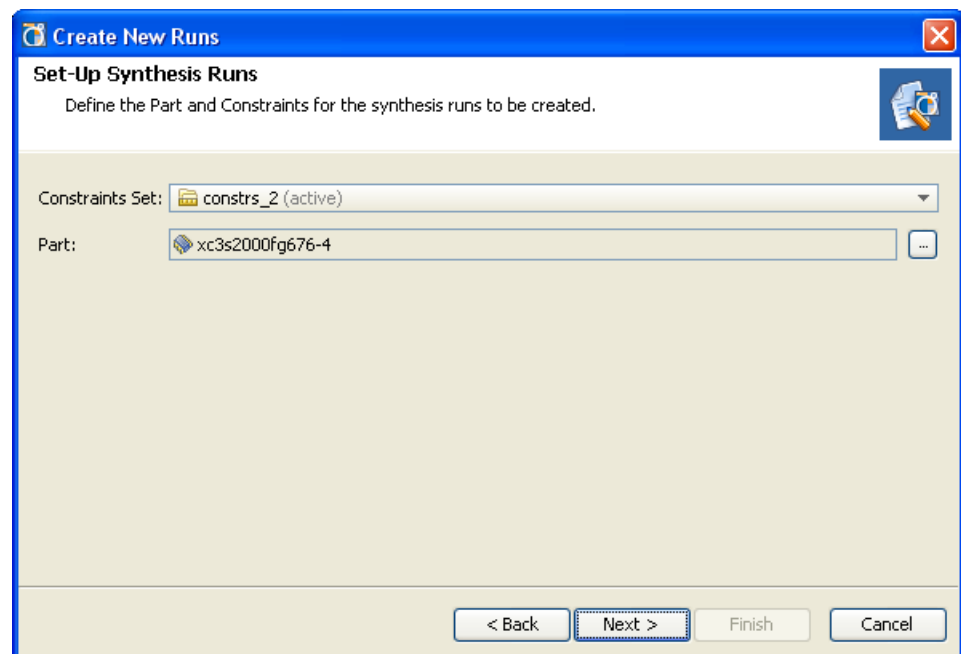 Create New Runs
Set-Up Synthesis Runs
Define the Part and Constraints for the synthesis runs to be created.
Constraints Set: constrs_2 (active)
Part: xc3s2000fg676-4 ...
< Back Next > Finish Cancel